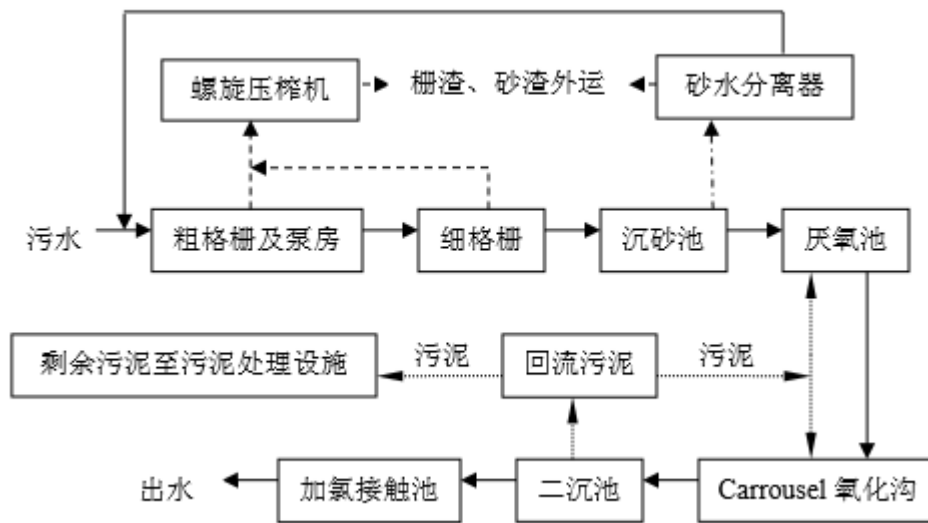 螺旋压榨机
栅渣、砂渣外运
砂水分离器
污水
粗格栅及泵房
细格栅
沉砂池
厌氧池
剩余污泥至污泥处理设施
污泥
回流污泥
污泥
出水
加氯接触池
二沉池
Carrousel 氧化沟